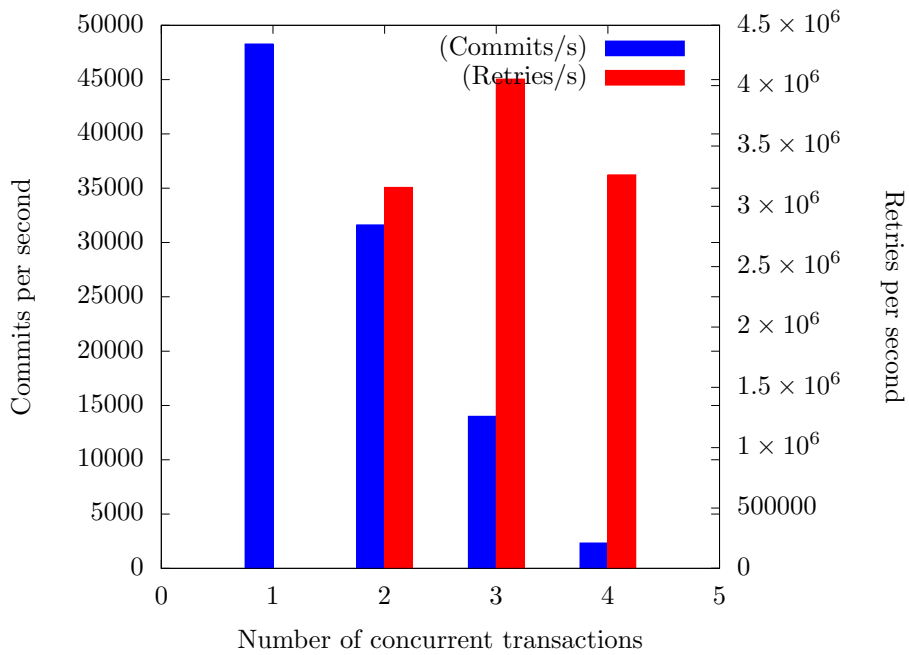 50000
45000
40000
35000
30000
25000
20000
15000
10000
5000
0
Commits per second
(Commits/s)
(Retries/s)
4.5 × 10⁶
4 × 10⁶
3.5 × 10⁶
3 × 10⁶
2.5 × 10⁶
2 × 10⁶
1.5 × 10⁶
1 × 10⁶
500000
0
Retries per second
0 1 2 3 4 5
Number of concurrent transactions